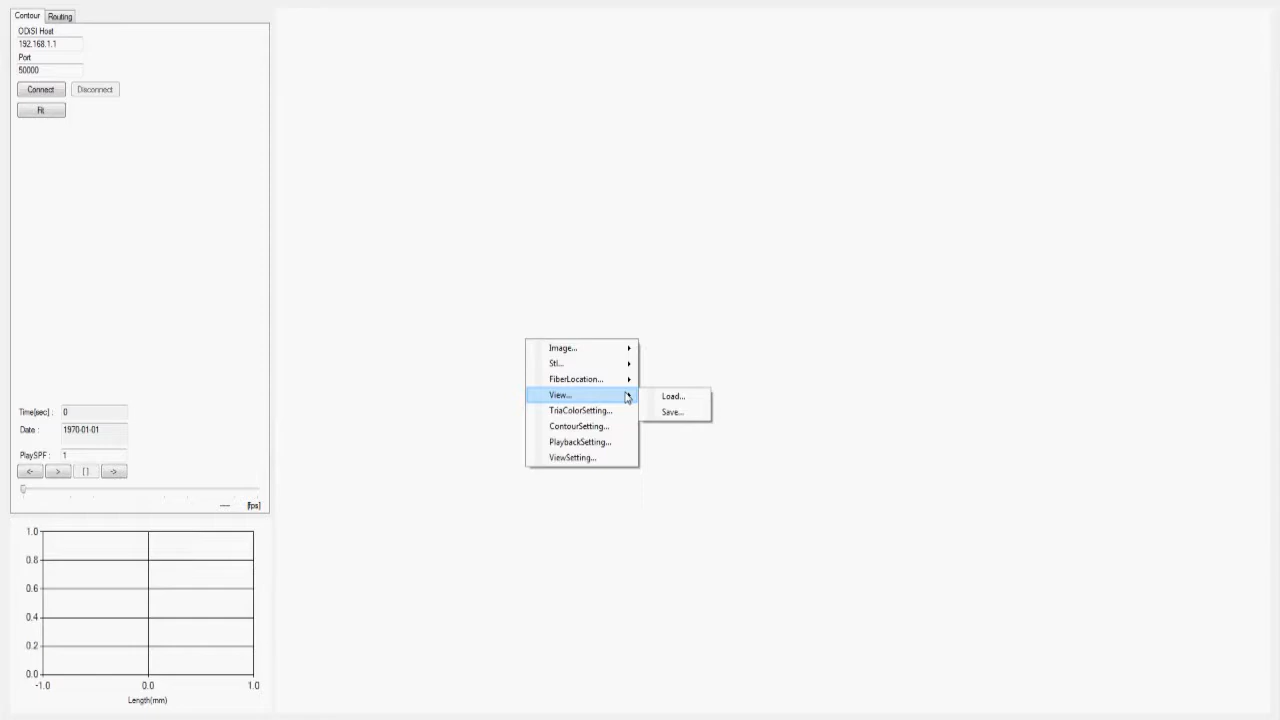 Contour Routing
ODiSI Host
192.168.1.1
Port
50000
Connect Disconnect
Fit
Time[sec] : 0
Date : 1970-01-01
PlaySPF : 1
<- > [ ] ->
---- [fps]
1.0
0.8
0.6
0.4
0.2
0.0
-1.0 0.0 1.0
Length(mm)
Image...
Stl...
FiberLocation...
View...
TriaColorSetting...
ContourSetting...
PlaybackSetting...
ViewSetting...
Load...
Save...